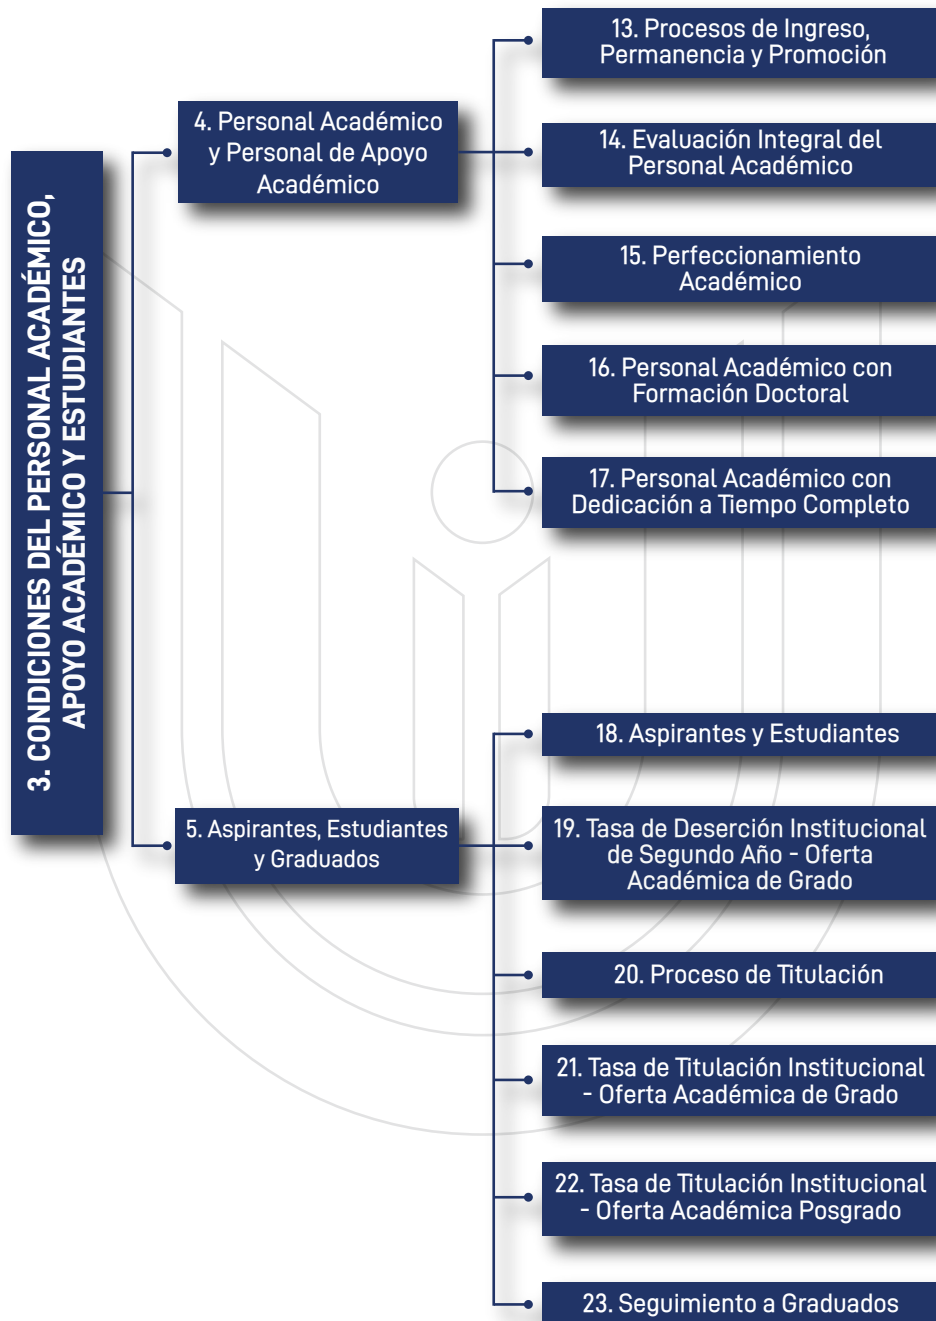 3. CONDICIONES DEL PERSONAL ACADÉMICO,
APOYO ACADÉMICO Y ESTUDIANTES
4. Personal Académico
y Personal de Apoyo
Académico
13. Procesos de Ingreso,
Permanencia y Promoción
14. Evaluación Integral del
Personal Académico
15. Perfeccionamiento
Académico
16. Personal Académico con
Formación Doctoral
17. Personal Académico con
Dedicación a Tiempo Completo
5. Aspirantes, Estudiantes
y Graduados
18. Aspirantes y Estudiantes
19. Tasa de Deserción Institucional
de Segundo Año - Oferta
Académica de Grado
20. Proceso de Titulación
21. Tasa de Titulación Institucional
- Oferta Académica de Grado
22. Tasa de Titulación Institucional
- Oferta Académica Posgrado
23. Seguimiento a Graduados